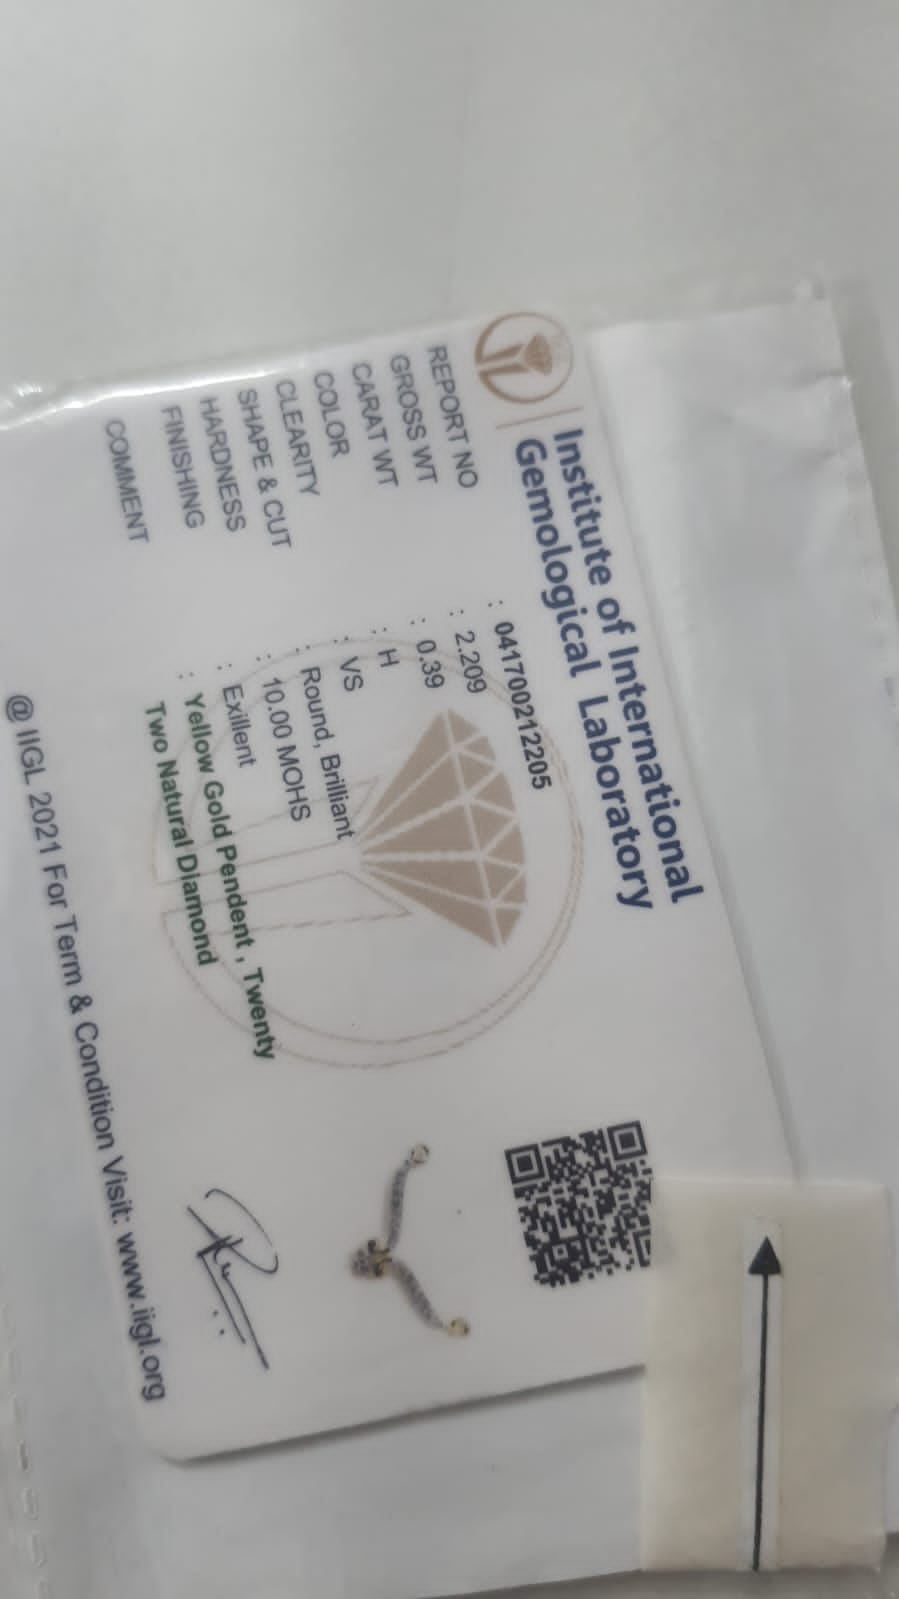 Institute of International
Gemological Laboratory
REPORT NO : 041700212205
GROSS WT : 2.209
CARAT WT : 0.39
COLOR : H
CLEARITY : VS
SHAPE & CUT : Round, Brilliant
HARDNESS : 10.00 MOHS
FINISHING : Exillent
COMMENT : Yellow Gold Pendent , Twenty
Two Natural Diamond
@ IIGL 2021 For Term & Condition Visit: www.iigl.org